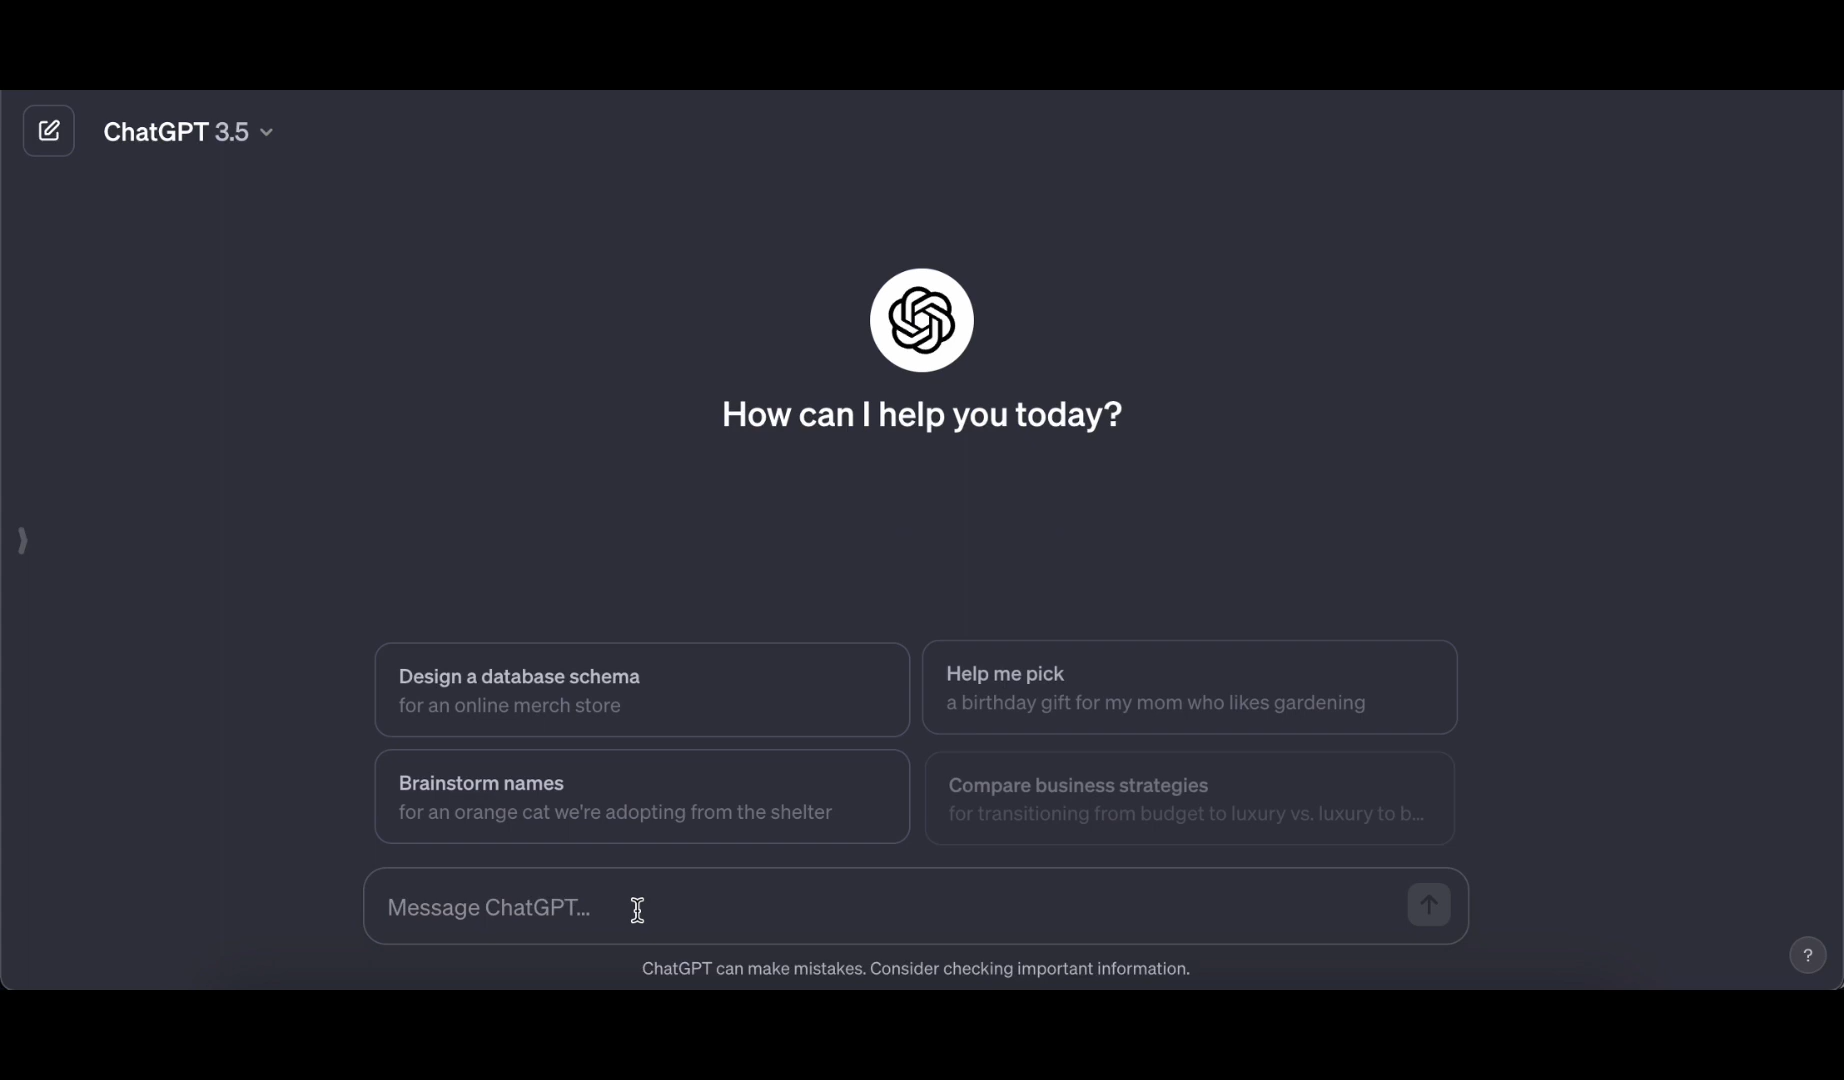 ChatGPT 3.5
How can I help you today?
Design a database schema
for an online merch store
Help me pick
a birthday gift for my mom who likes gardening
Brainstorm names
for an orange cat we're adopting from the shelter
Compare business strategies
for transitioning from budget to luxury vs. luxury to b...
Message ChatGPT...
ChatGPT can make mistakes. Consider checking important information.
?